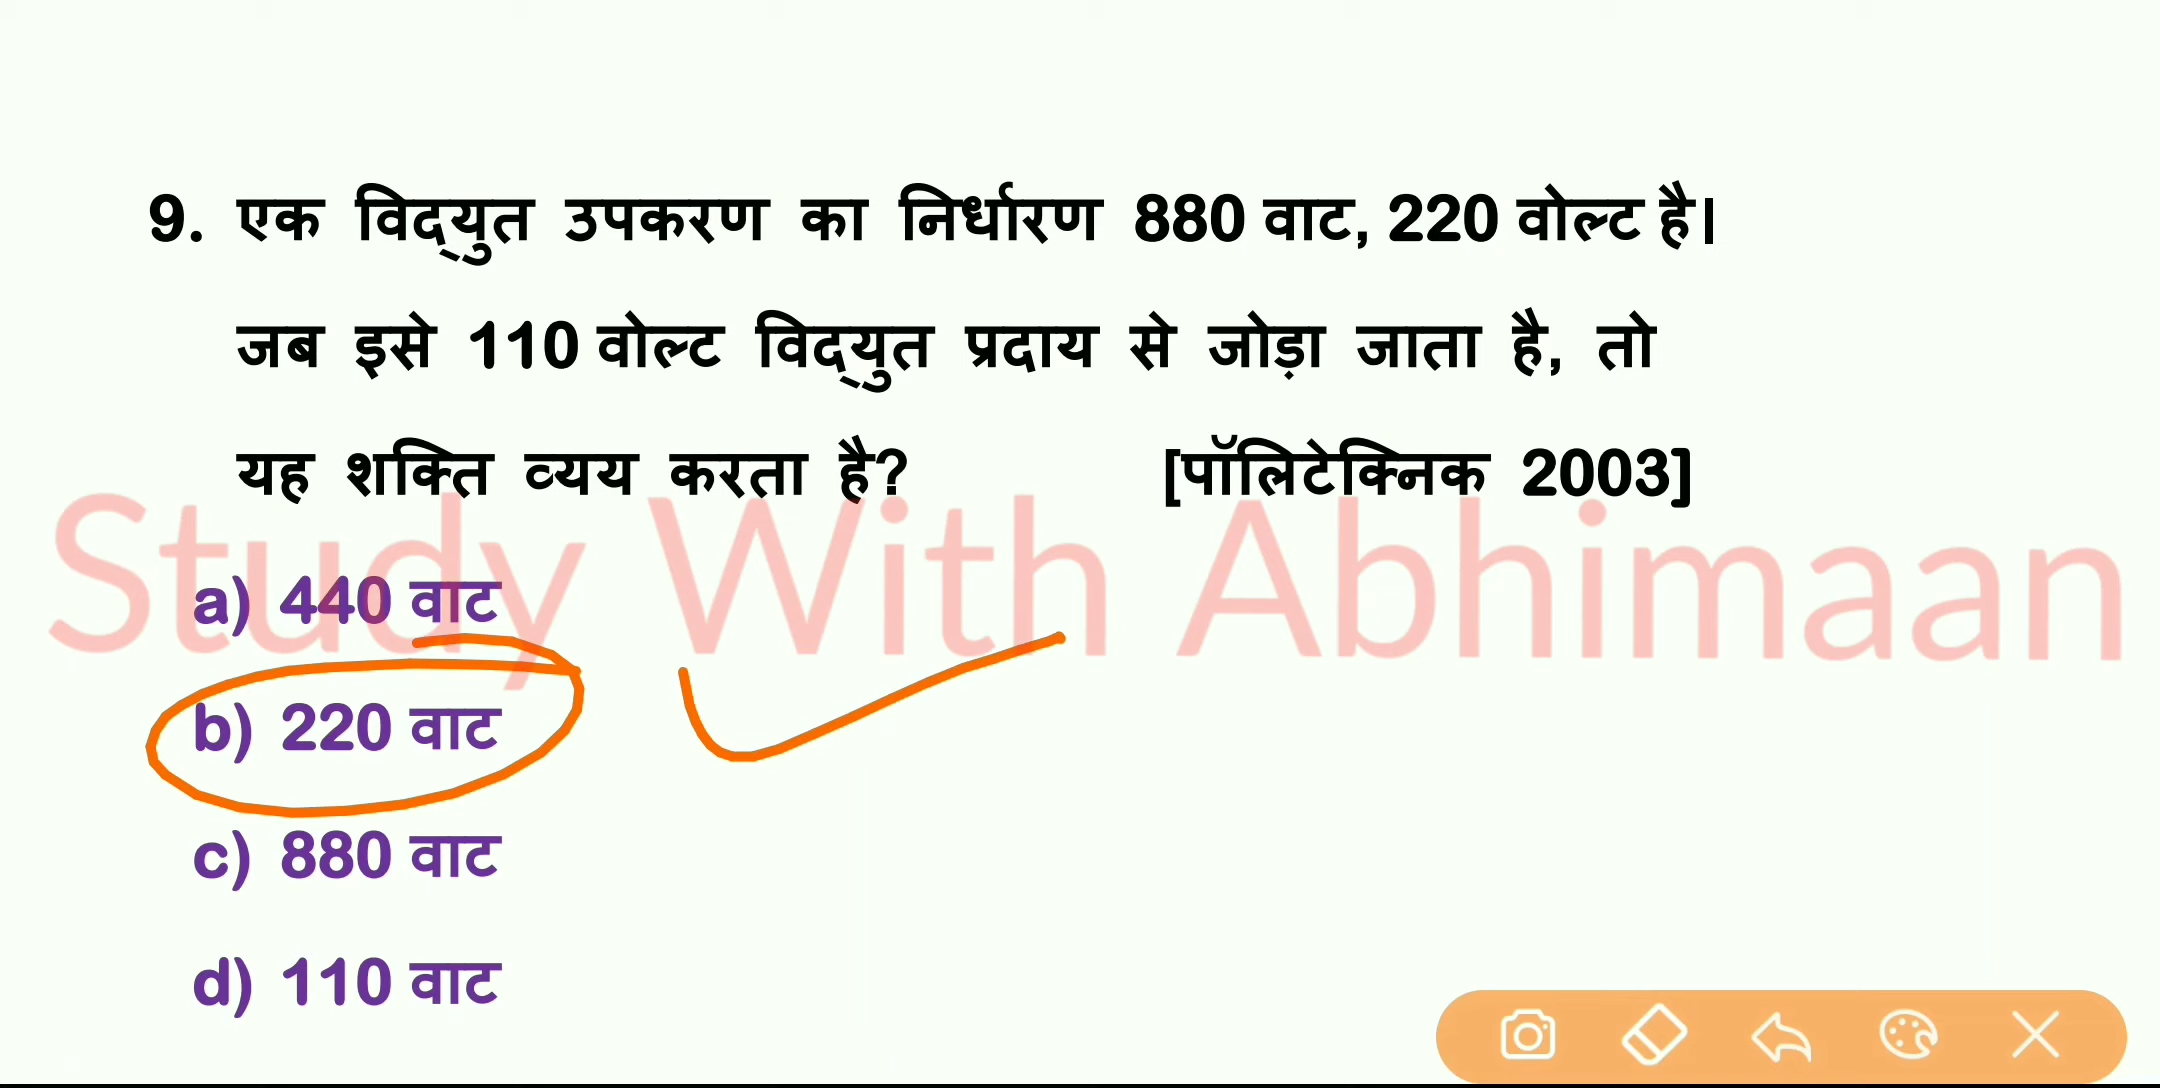 9. एक विद्युत उपकरण का निर्धारण 880 वाट, 220 वोल्ट है।
जब इसे 110 वोल्ट विद्युत प्रदाय से जोड़ा जाता है, तो
यह शक्ति व्यय करता है? [पॉलिटेक्निक 2003]
Study With Abhimaan
a) 440 वाट
b) 220 वाट
c) 880 वाट
d) 110 वाट